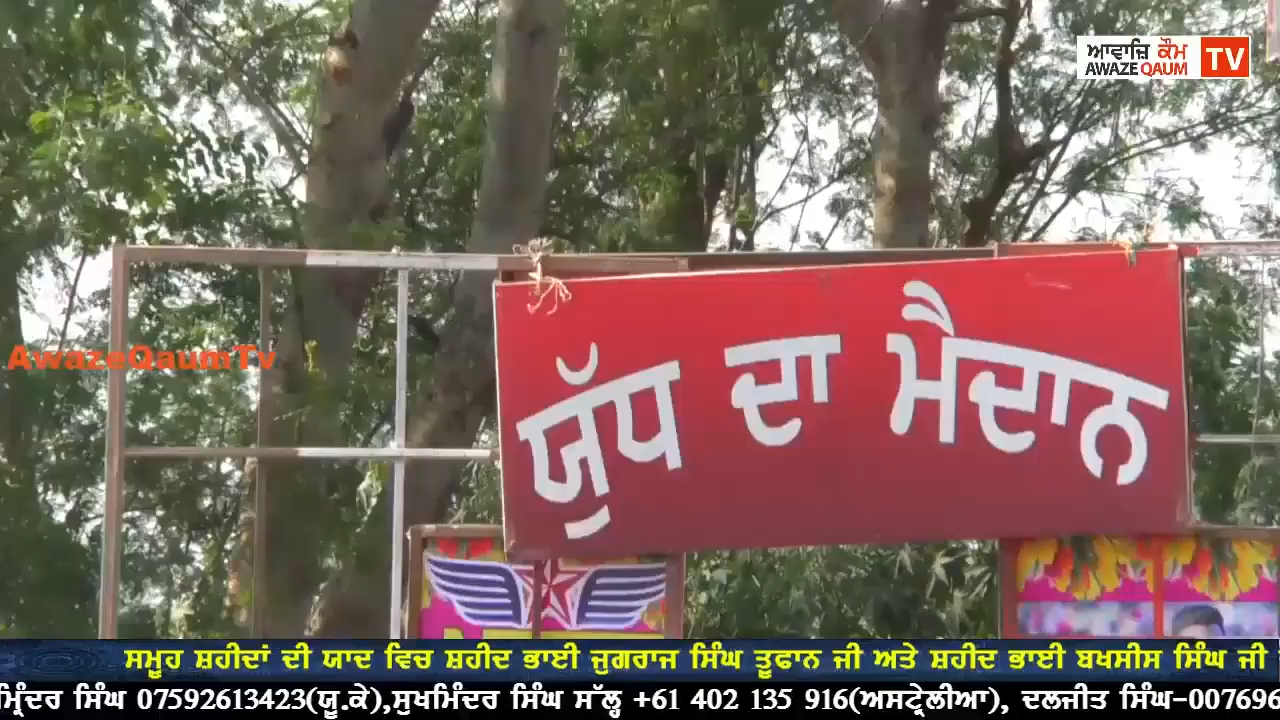 ਆਵਾਜ਼ਿ ਕੌਮ
AWAZE QAUM TV
AwazeQaumTv
ਯੁੱਧ ਦਾ ਮੈਦਾਨ
ਸਮੂਹ ਸ਼ਹੀਦਾਂ ਦੀ ਯਾਦ ਵਿਚ ਸ਼ਹੀਦ ਭਾਈ ਜੁਗਰਾਜ ਸਿੰਘ ਤੂਫਾਨ ਜੀ ਅਤੇ ਸ਼ਹੀਦ ਭਾਈ ਬਖਸੀਸ ਸਿੰਘ ਜੀ
ਸਿੰਘ 07592613423(ਯੂ.ਕੇ),ਸੁਖਮਿੰਦਰ ਸਿੰਘ ਸੱਲ੍ਹ +61 402 135 916(ਅਸਟ੍ਰੇਲੀਆ), ਦਲਜੀਤ ਸਿੰਘ-007696